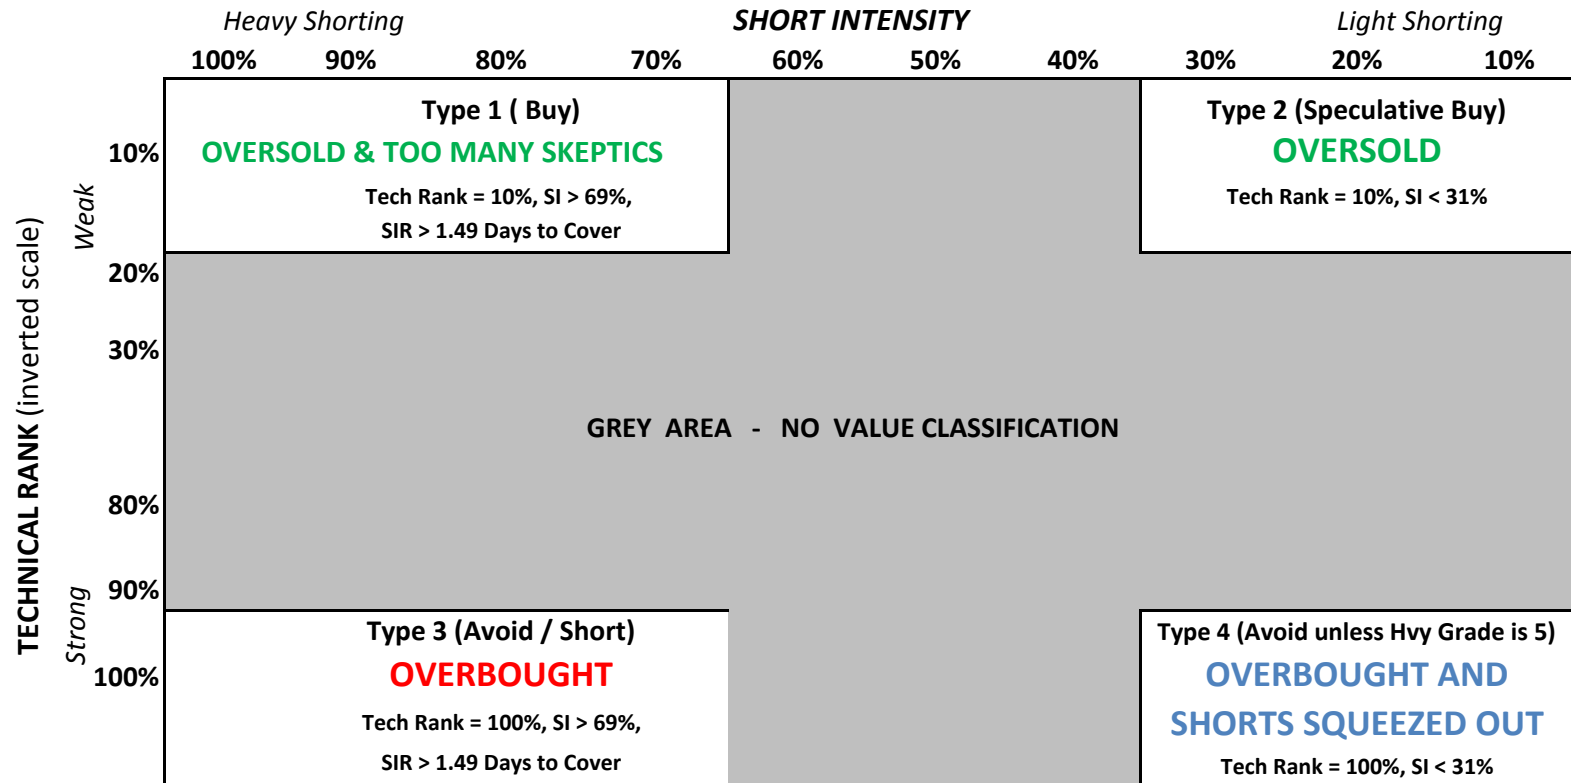 Heavy Shorting SHORT INTENSITY Light Shorting
100% 90% 80% 70% 60% 50% 40% 30% 20% 10%
TECHNICAL RANK (inverted scale)
Weak
Strong
10%
20%
30%
80%
90%
100%
Type 1 ( Buy)
OVERSOLD & TOO MANY SKEPTICS
Tech Rank = 10%, SI > 69%,
SIR > 1.49 Days to Cover
Type 2 (Speculative Buy)
OVERSOLD
Tech Rank = 10%, SI < 31%
GREY AREA - NO VALUE CLASSIFICATION
Type 3 (Avoid / Short)
OVERBOUGHT
Tech Rank = 100%, SI > 69%,
SIR > 1.49 Days to Cover
Type 4 (Avoid unless Hvy Grade is 5)
OVERBOUGHT AND
SHORTS SQUEEZED OUT
Tech Rank = 100%, SI < 31%